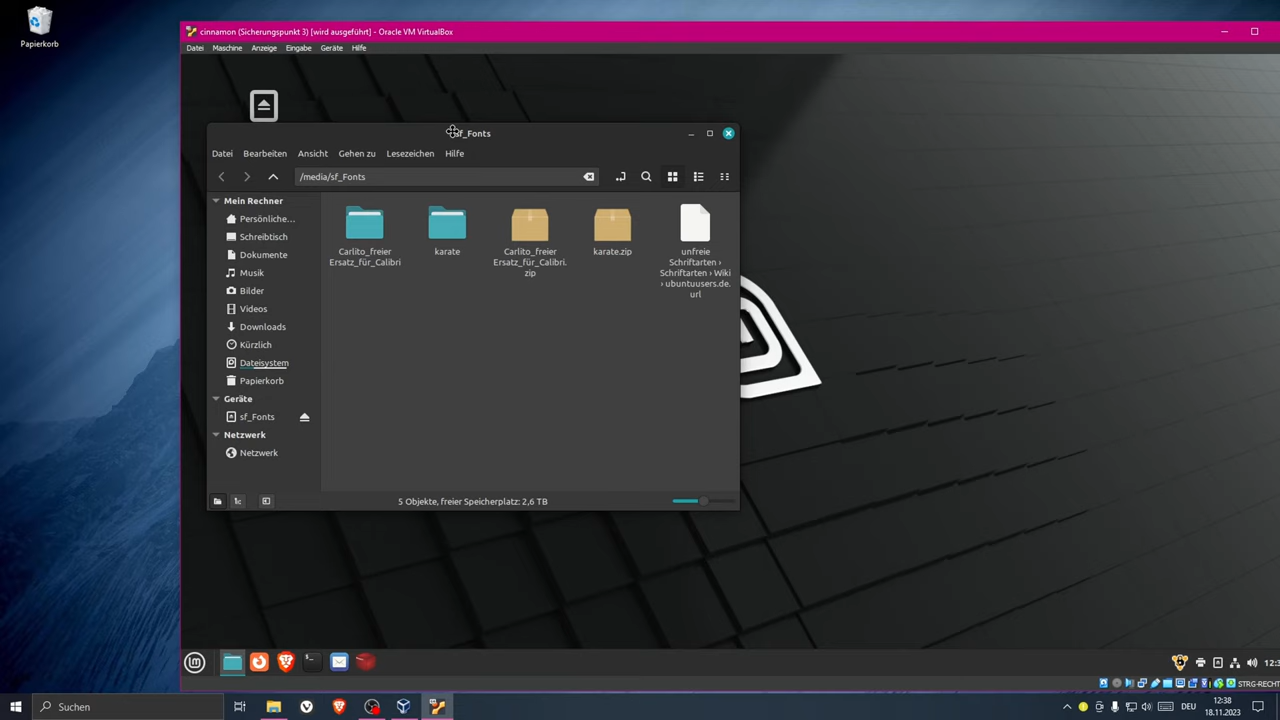 Papierkorb
cinnamon (Sicherungspunkt 3) [wird ausgeführt] - Oracle VM VirtualBox
Datei Maschine Anzeige Eingabe Geräte Hilfe
sf_Fonts
Datei Bearbeiten Ansicht Gehen zu Lesezeichen Hilfe
/media/sf_Fonts
Mein Rechner
Persönliche...
Schreibtisch
Dokumente
Musik
Bilder
Videos
Downloads
Kürzlich
Dateisystem
Papierkorb
Geräte
sf_Fonts
Netzwerk
Netzwerk
Carlito_freier
Ersatz_für_Calibri
karate
Carlito_freier
Ersatz_für_Calibri.
zip
karate.zip
unfreie
Schriftarten ›
Schriftarten › Wiki
› ubuntuusers.de.
url
5 Objekte, freier Speicherplatz: 2,6 TB
STRG-RECHT
Suchen
DEU
12:38
18.11.2023